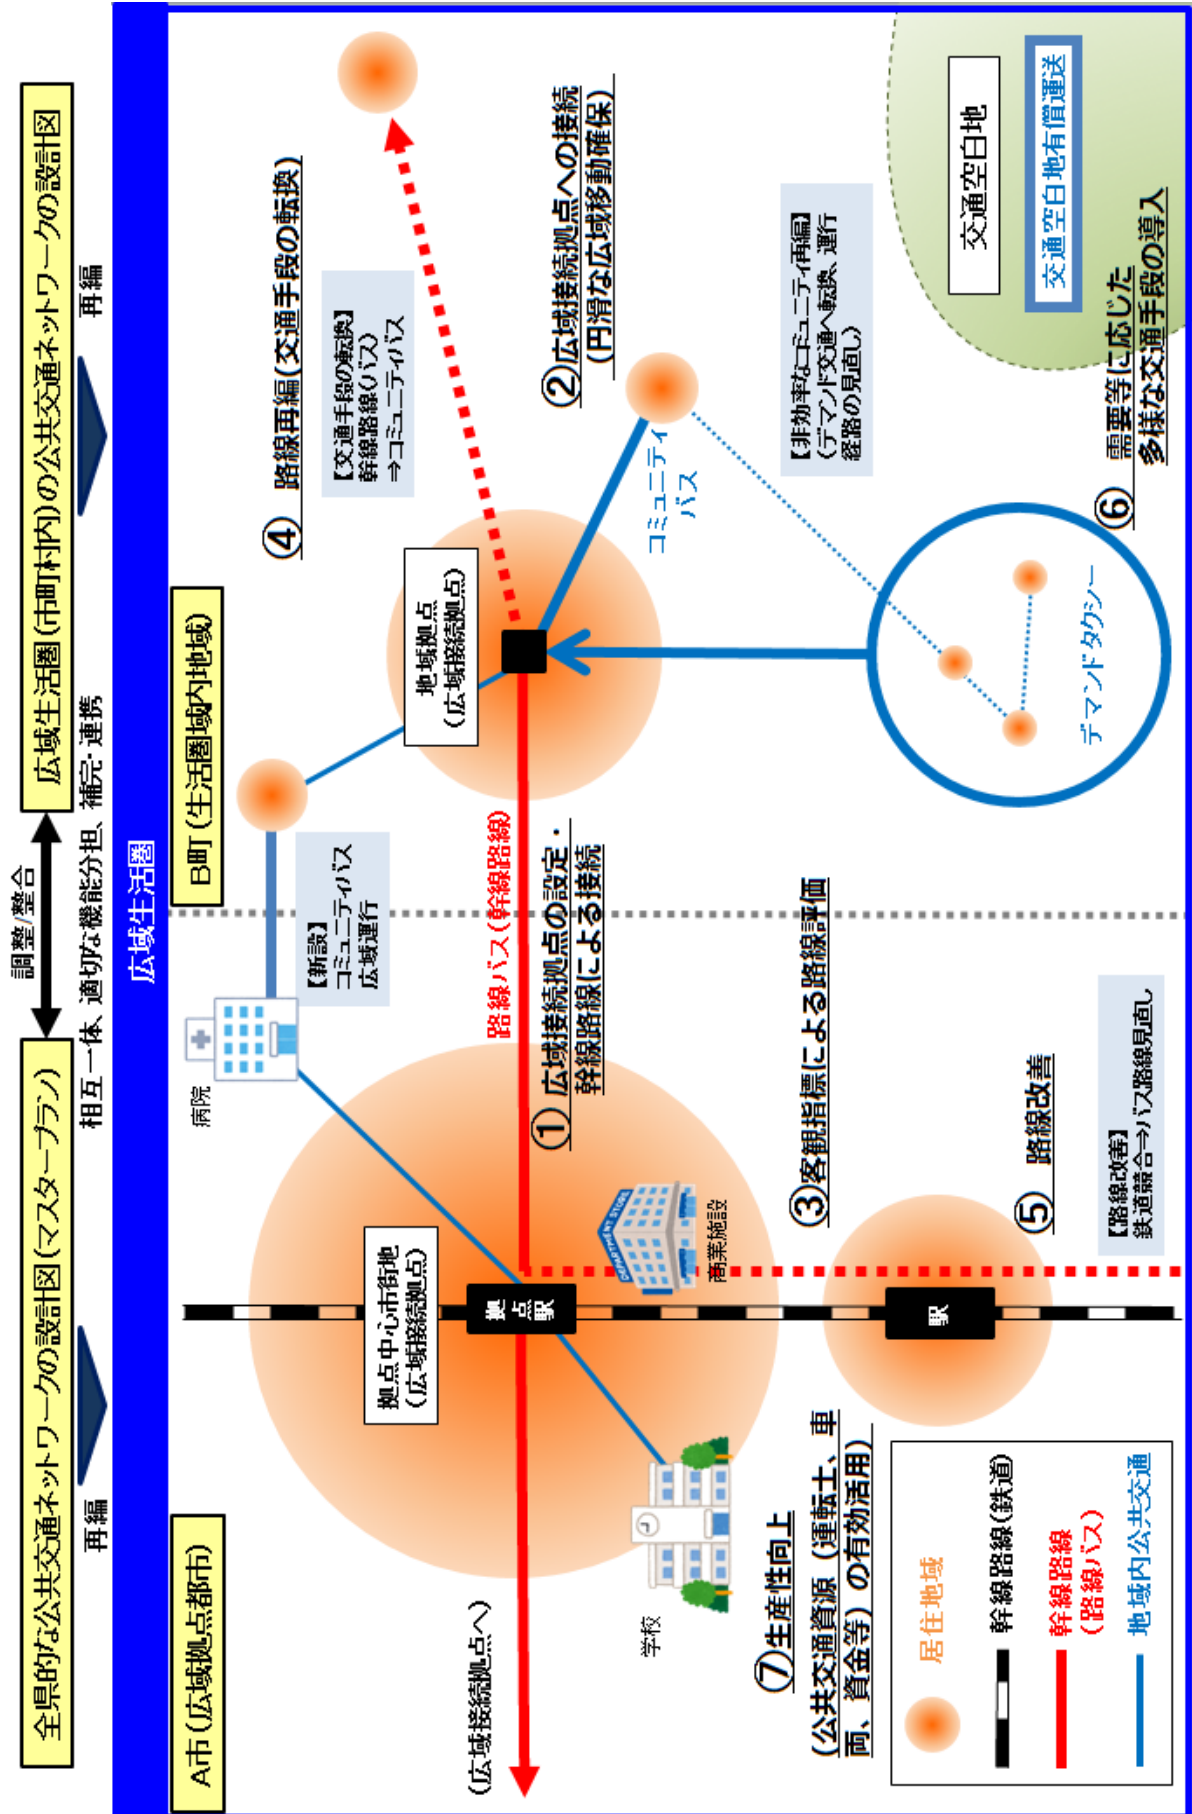 全県的な公共交通ネットワークの設計図(マスタープラン)
調整/整合
広域生活圏(市町村内)の公共交通ネットワークの設計図
再編
相互一体、適切な機能分担、補完・連携
再編
広域生活圏
A市(広域拠点都市)
B町(生活圏域内地域)
病院
【新設】
コミュニティバス
広域運行
④ 路線再編(交通手段の転換)
【交通手段の転換】
幹線路線(バス)
⇒コミュニティバス
拠点中心市街地
(広域接続拠点)
地域拠点
(広域接続拠点)
(広域接続拠点へ)
拠点駅
路線バス(幹線路線)
①広域接続拠点の設定・
幹線路線による接続
②広域接続拠点への接続
(円滑な広域移動確保)
学校
DEPARTMENT STORE
商業施設
コミュニティ
バス
⑦生産性向上
(公共交通資源(運転士、車
両、資金等)の有効活用)
③客観指標による路線評価
【非効率なコミュニティ再編】
(デマンド交通へ転換、運行
経路の見直し)
駅
⑤ 路線改善
【路線改善】
鉄道競合⇒バス路線見直し
デマンドタクシー
⑥ 需要等に応じた
多様な交通手段の導入
交通空白地
交通空白地有償運送
居住地域
幹線路線(鉄道)
幹線路線
(路線バス)
地域内公共交通